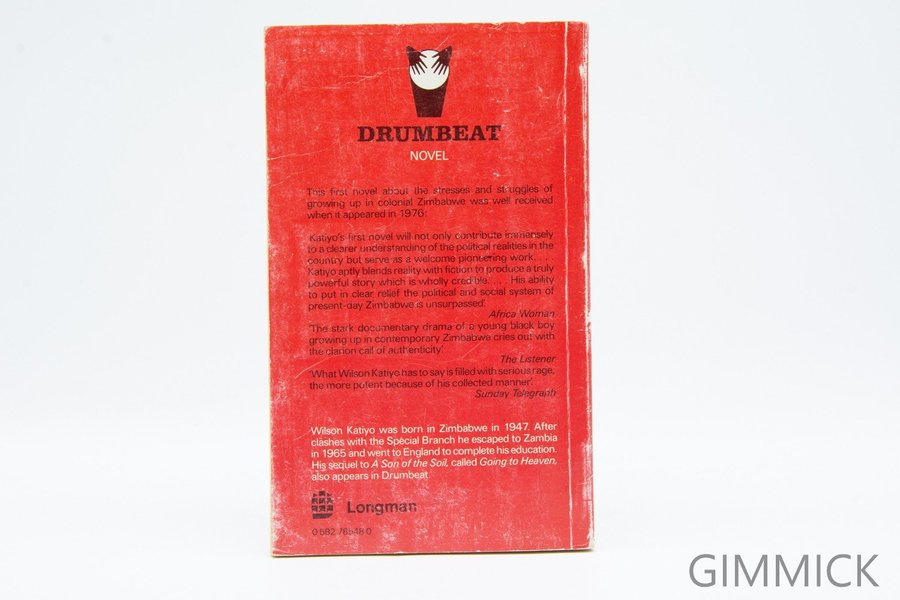 DRUMBEAT
NOVEL
This first novel about the stresses and struggles of
growing up in colonial Zimbabwe was well received
when it appeared in 1976:
'Katiyo's first novel will not only contribute immensely
to a clearer understanding of the political realities in the
country but serve as a welcome pioneering work. . . .
Katiyo aptly blends reality with fiction to produce a truly
powerful story which is wholly credible.' . . . His ability
to put in clear relief the political and social system of
present-day Zimbabwe is unsurpassed.'
Africa Woman
'The stark documentary drama of a young black boy
growing up in contemporary Zimbabwe cries out with
the clarion call of authenticity.'
The Listener
'What Wilson Katiyo has to say is filled with serious rage,
the more potent because of his collected manner.'
Sunday Telegraph
Wilson Katiyo was born in Zimbabwe in 1947. After
clashes with the Special Branch he escaped to Zambia
in 1965 and went to England to complete his education.
His sequel to A Son of the Soil, called Going to Heaven,
also appears in Drumbeat.
Longman
0 582 78548 0
GIMMICK